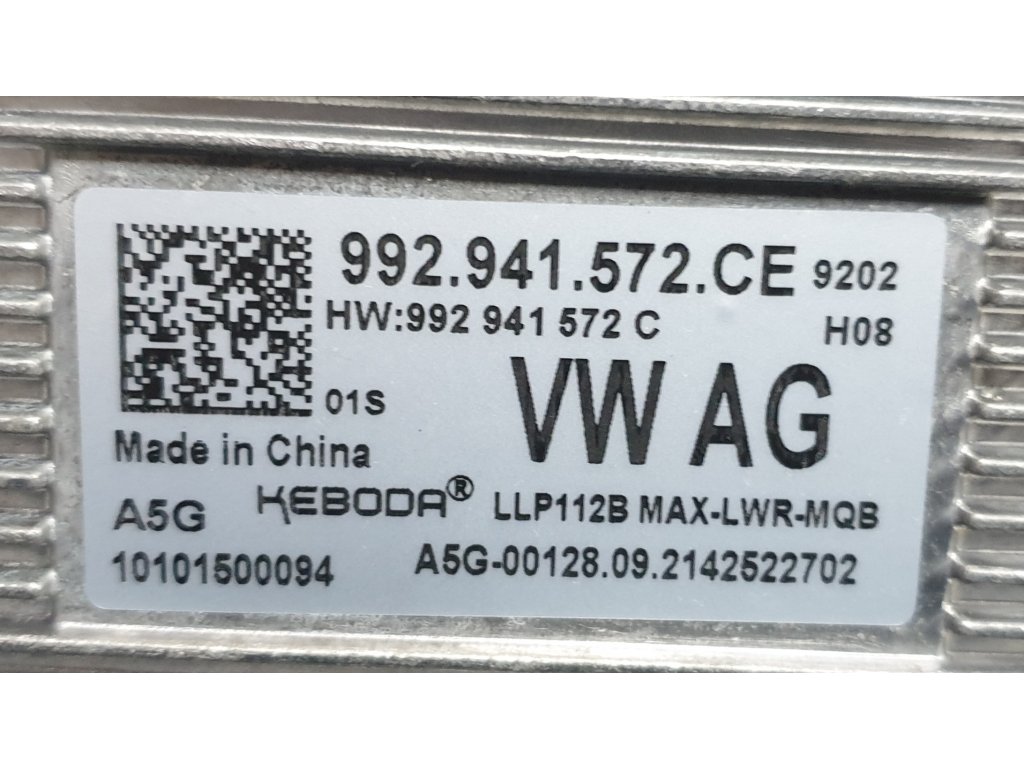 992.941.572.CE 9202
HW:992 941 572 C H08
01S VW AG
Made in China
A5G KEBODA® LLP112B MAX-LWR-MQB
10101500094 A5G-00128.09.2142522702